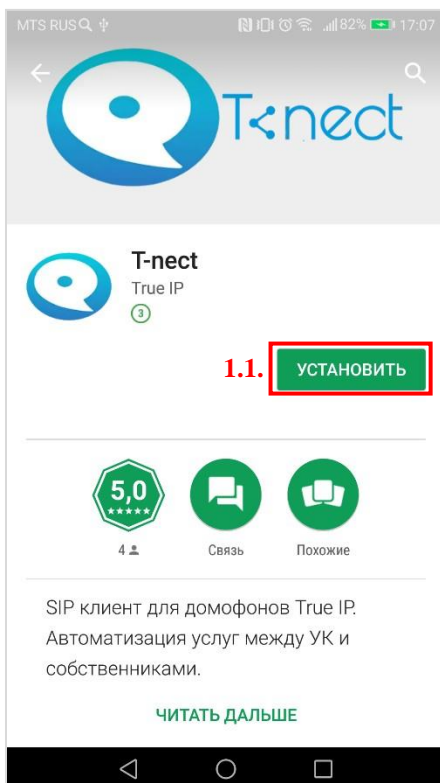 MTS RUS 82% 17:07
T-nect
T-nect
True IP
3
1.1. УСТАНОВИТЬ
5,0
4 Связь Похожие
SIP клиент для домофонов True IP.
Автоматизация услуг между УК и
собственниками.
ЧИТАТЬ ДАЛЬШЕ